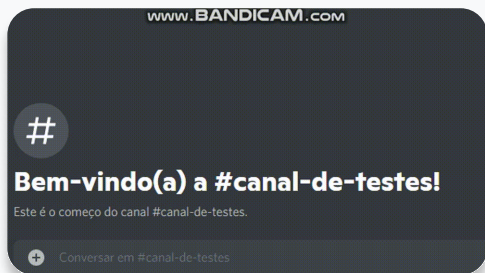 www.BANDICAM.com
#
Bem-vindo(a) a #canal-de-testes!
Este é o começo do canal #canal-de-testes.
Conversar em #canal-de-testes